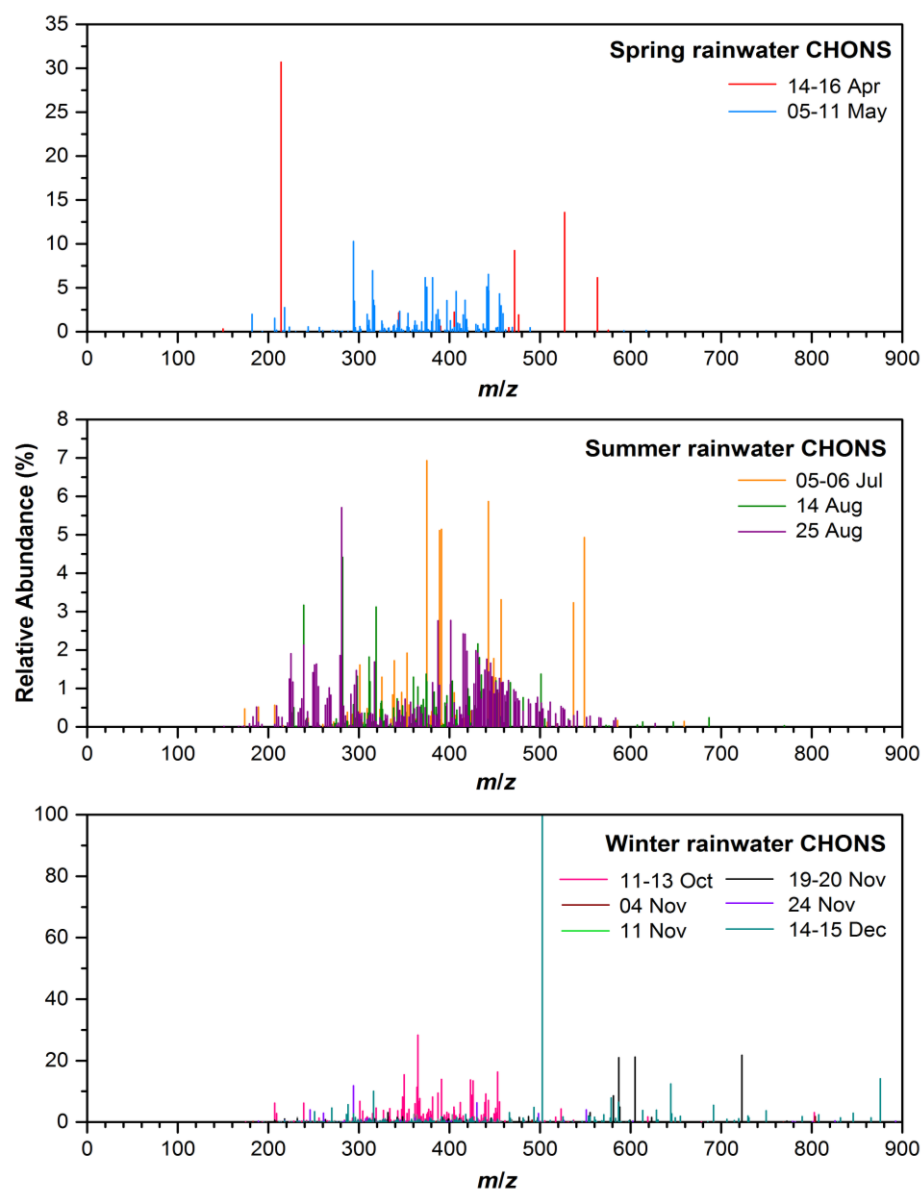 Relative Abundance (%)
35
30
25
20
15
10
5
0
Spring rainwater CHONS
14-16 Apr
05-11 May
0 100 200 300 400 500 600 700 800 900
m/z
8
7
6
5
4
3
2
1
0
Summer rainwater CHONS
05-06 Jul
14 Aug
25 Aug
0 100 200 300 400 500 600 700 800 900
m/z
100
80
60
40
20
0
Winter rainwater CHONS
11-13 Oct 19-20 Nov
04 Nov 24 Nov
11 Nov 14-15 Dec
0 100 200 300 400 500 600 700 800 900
m/z